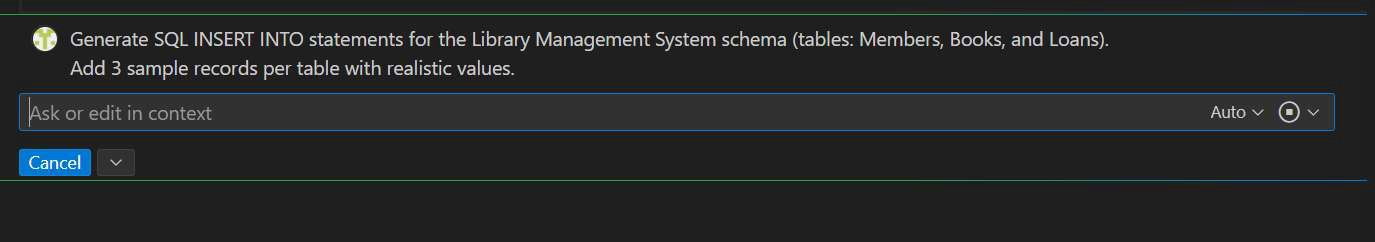 Generate SQL INSERT INTO statements for the Library Management System schema (tables: Members, Books, and Loans).
Add 3 sample records per table with realistic values.
Ask or edit in context
Auto
Cancel